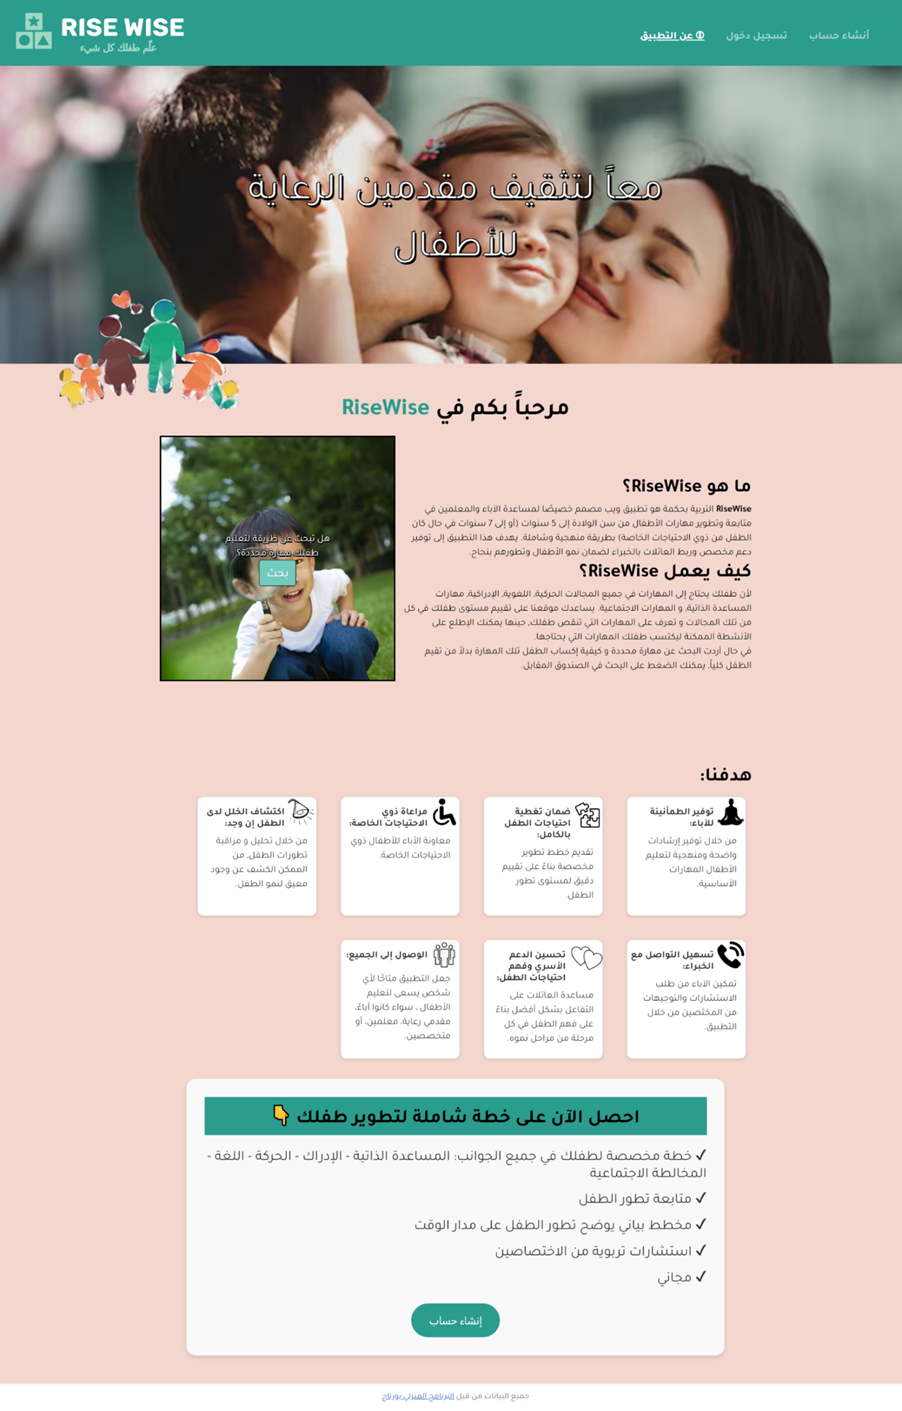 RISE WISE
علّم طفلك كل شيء
أنشاء حساب
تسجيل دخول
عن التطبيق
معاً لتثقيف مقدمين الرعاية
للأطفال
مرحباً بكم في RiseWise
ما هو RiseWise؟
RiseWise التربية بحكمة هو تطبيق ويب مصمم خصيصًا لمساعدة الآباء والمعلمين في
متابعة وتطوير مهارات الأطفال من سن الولادة إلى 5 سنوات (أو إلى 7 سنوات في حال كان
الطفل من ذوي الاحتياجات الخاصة) بطريقة منهجية وشاملة. يهدف هذا التطبيق إلى توفير
دعم مخصص وربط العائلات بالخبراء لضمان نمو الأطفال وتطورهم بنجاح.
كيف يعمل RiseWise؟
لأن طفلك يحتاج إلى المهارات في جميع المجالات الحركية، اللغوية، الإدراكية، مهارات
المساعدة الذاتية، و المهارات الاجتماعية. يساعدك موقعنا على تقييم مستوى طفلك في كل
من تلك المجالات و تعرف على المهارات التي تنقص طفلك, حينها يمكنك الإطلع على
الأنشطة الممكنة ليكتسب طفلك المهارات التي يحتاجها.
في حال أردت البحث عن مهارة محددة و كيفية إكساب الطفل تلك المهارة بدلاً من تقيم
الطفل كلياً, يمكنك الضغط على البحث في الصندوق المقابل.
هل تبحث عن طريقة لتعليم
طفلك مهارة محددة؟
بحث
هدفنا:
توفير الطمأنينة
للآباء:
من خلال توفير إرشادات
واضحة ومنهجية لتعليم
الأطفال المهارات
الأساسية.
ضمان تغطية
احتياجات الطفل
بالكامل:
تقديم خطط تطوير
مخصصة بناءً على تقييم
دقيق لمستوى تطور
الطفل.
مراعاة ذوي
الاحتياجات الخاصة:
معاونة الأباء للأطفال ذوي
الاحتياجات الخاصة.
اكتشاف الخلل لدى
الطفل إن وجد:
من خلال تحليل و مراقبة
تطورات الطفل, من
الممكن الكشف عن وجود
معيق لنمو الطفل.
تسهيل التواصل مع
الخبراء:
تمكين الآباء من طلب
الاستشارات والتوجيهات
من المختصين من خلال
التطبيق.
تحسين الدعم
الأسري وفهم
احتياجات الطفل:
مساعدة العائلات على
التفاعل بشكل أفضل بناءً
على فهم الطفل في كل
مرحلة من مراحل نموه.
الوصول إلى الجميع:
جعل التطبيق متاحًا لأي
شخص يسعى لتعليم
الأطفال ، سواء كانوا آباءً،
مقدمي رعاية، معلمين، أو
متخصصين.
احصل الآن على خطة شاملة لتطوير طفلك 👇
✔ خطة مخصصة لطفلك في جميع الجوانب: المساعدة الذاتية - الإدراك - الحركة - اللغة -
المخالطة الاجتماعية
✔ متابعة تطور الطفل
✔ مخطط بياني يوضح تطور الطفل على مدار الوقت
✔ استشارات تربوية من الاختصاصين
✔ مجاني
إنشاء حساب
جميع البيانات من قبل البرنامج المنزلي بورتاج